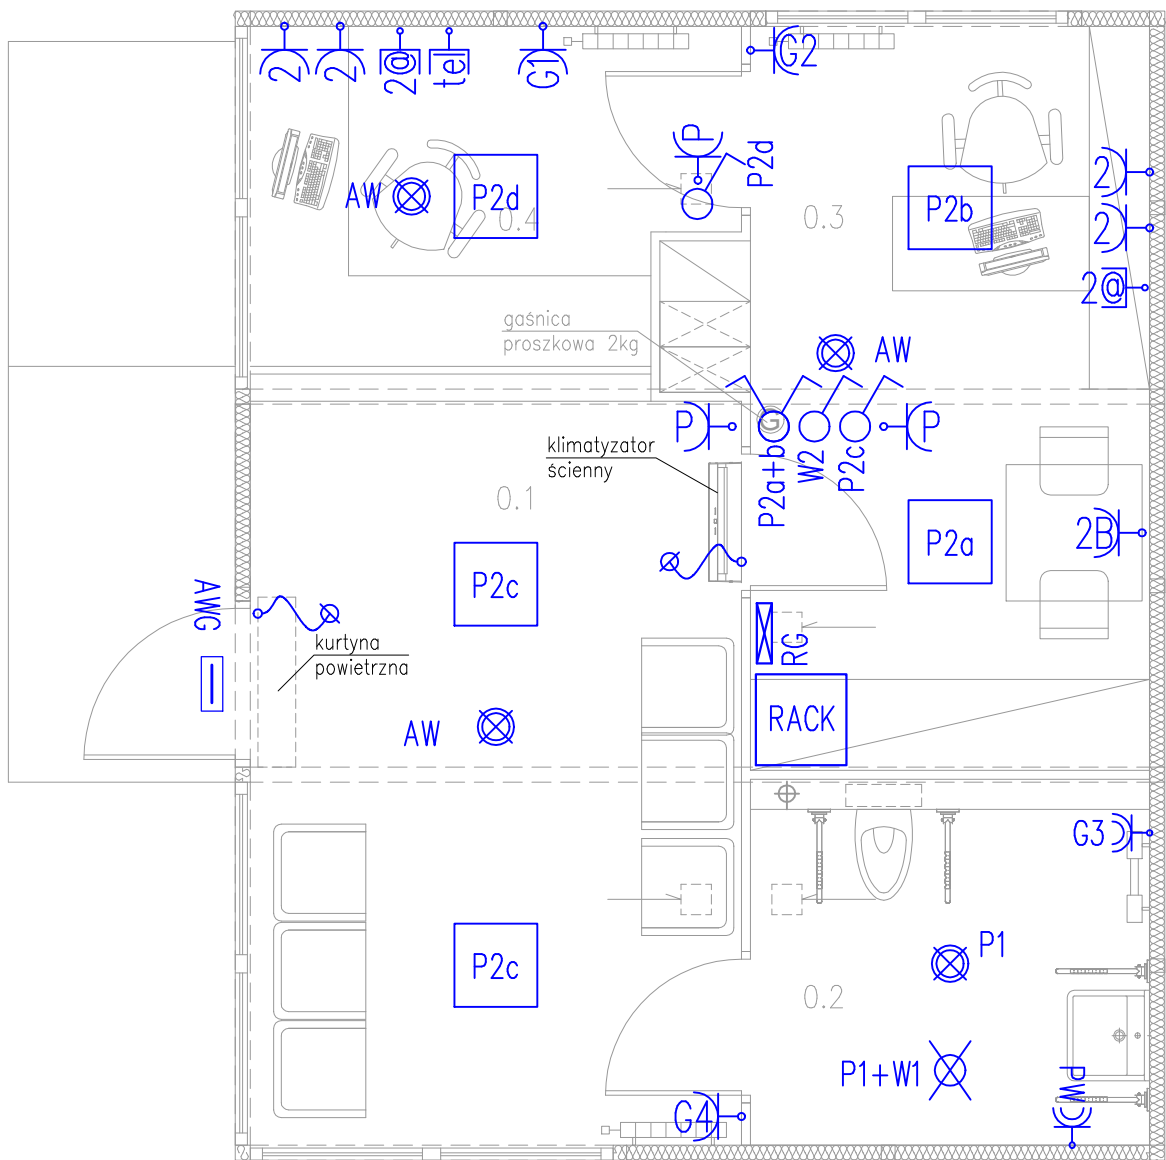 2
2
2@
tel
G1
G2
P
P2d
AW
P2d
0.4
0.3
P2b
2
2
2@
gaśnica
proszkowa 2kg
AW
P
G
P
P2a+b
W2
P2c
klimatyzator
ścienny
0.1
P2c
P2a
2B
AWG
kurtyna
powietrzna
RG
RACK
AW
G3
P2c
P1
0.2
P1+W1
PW
G4